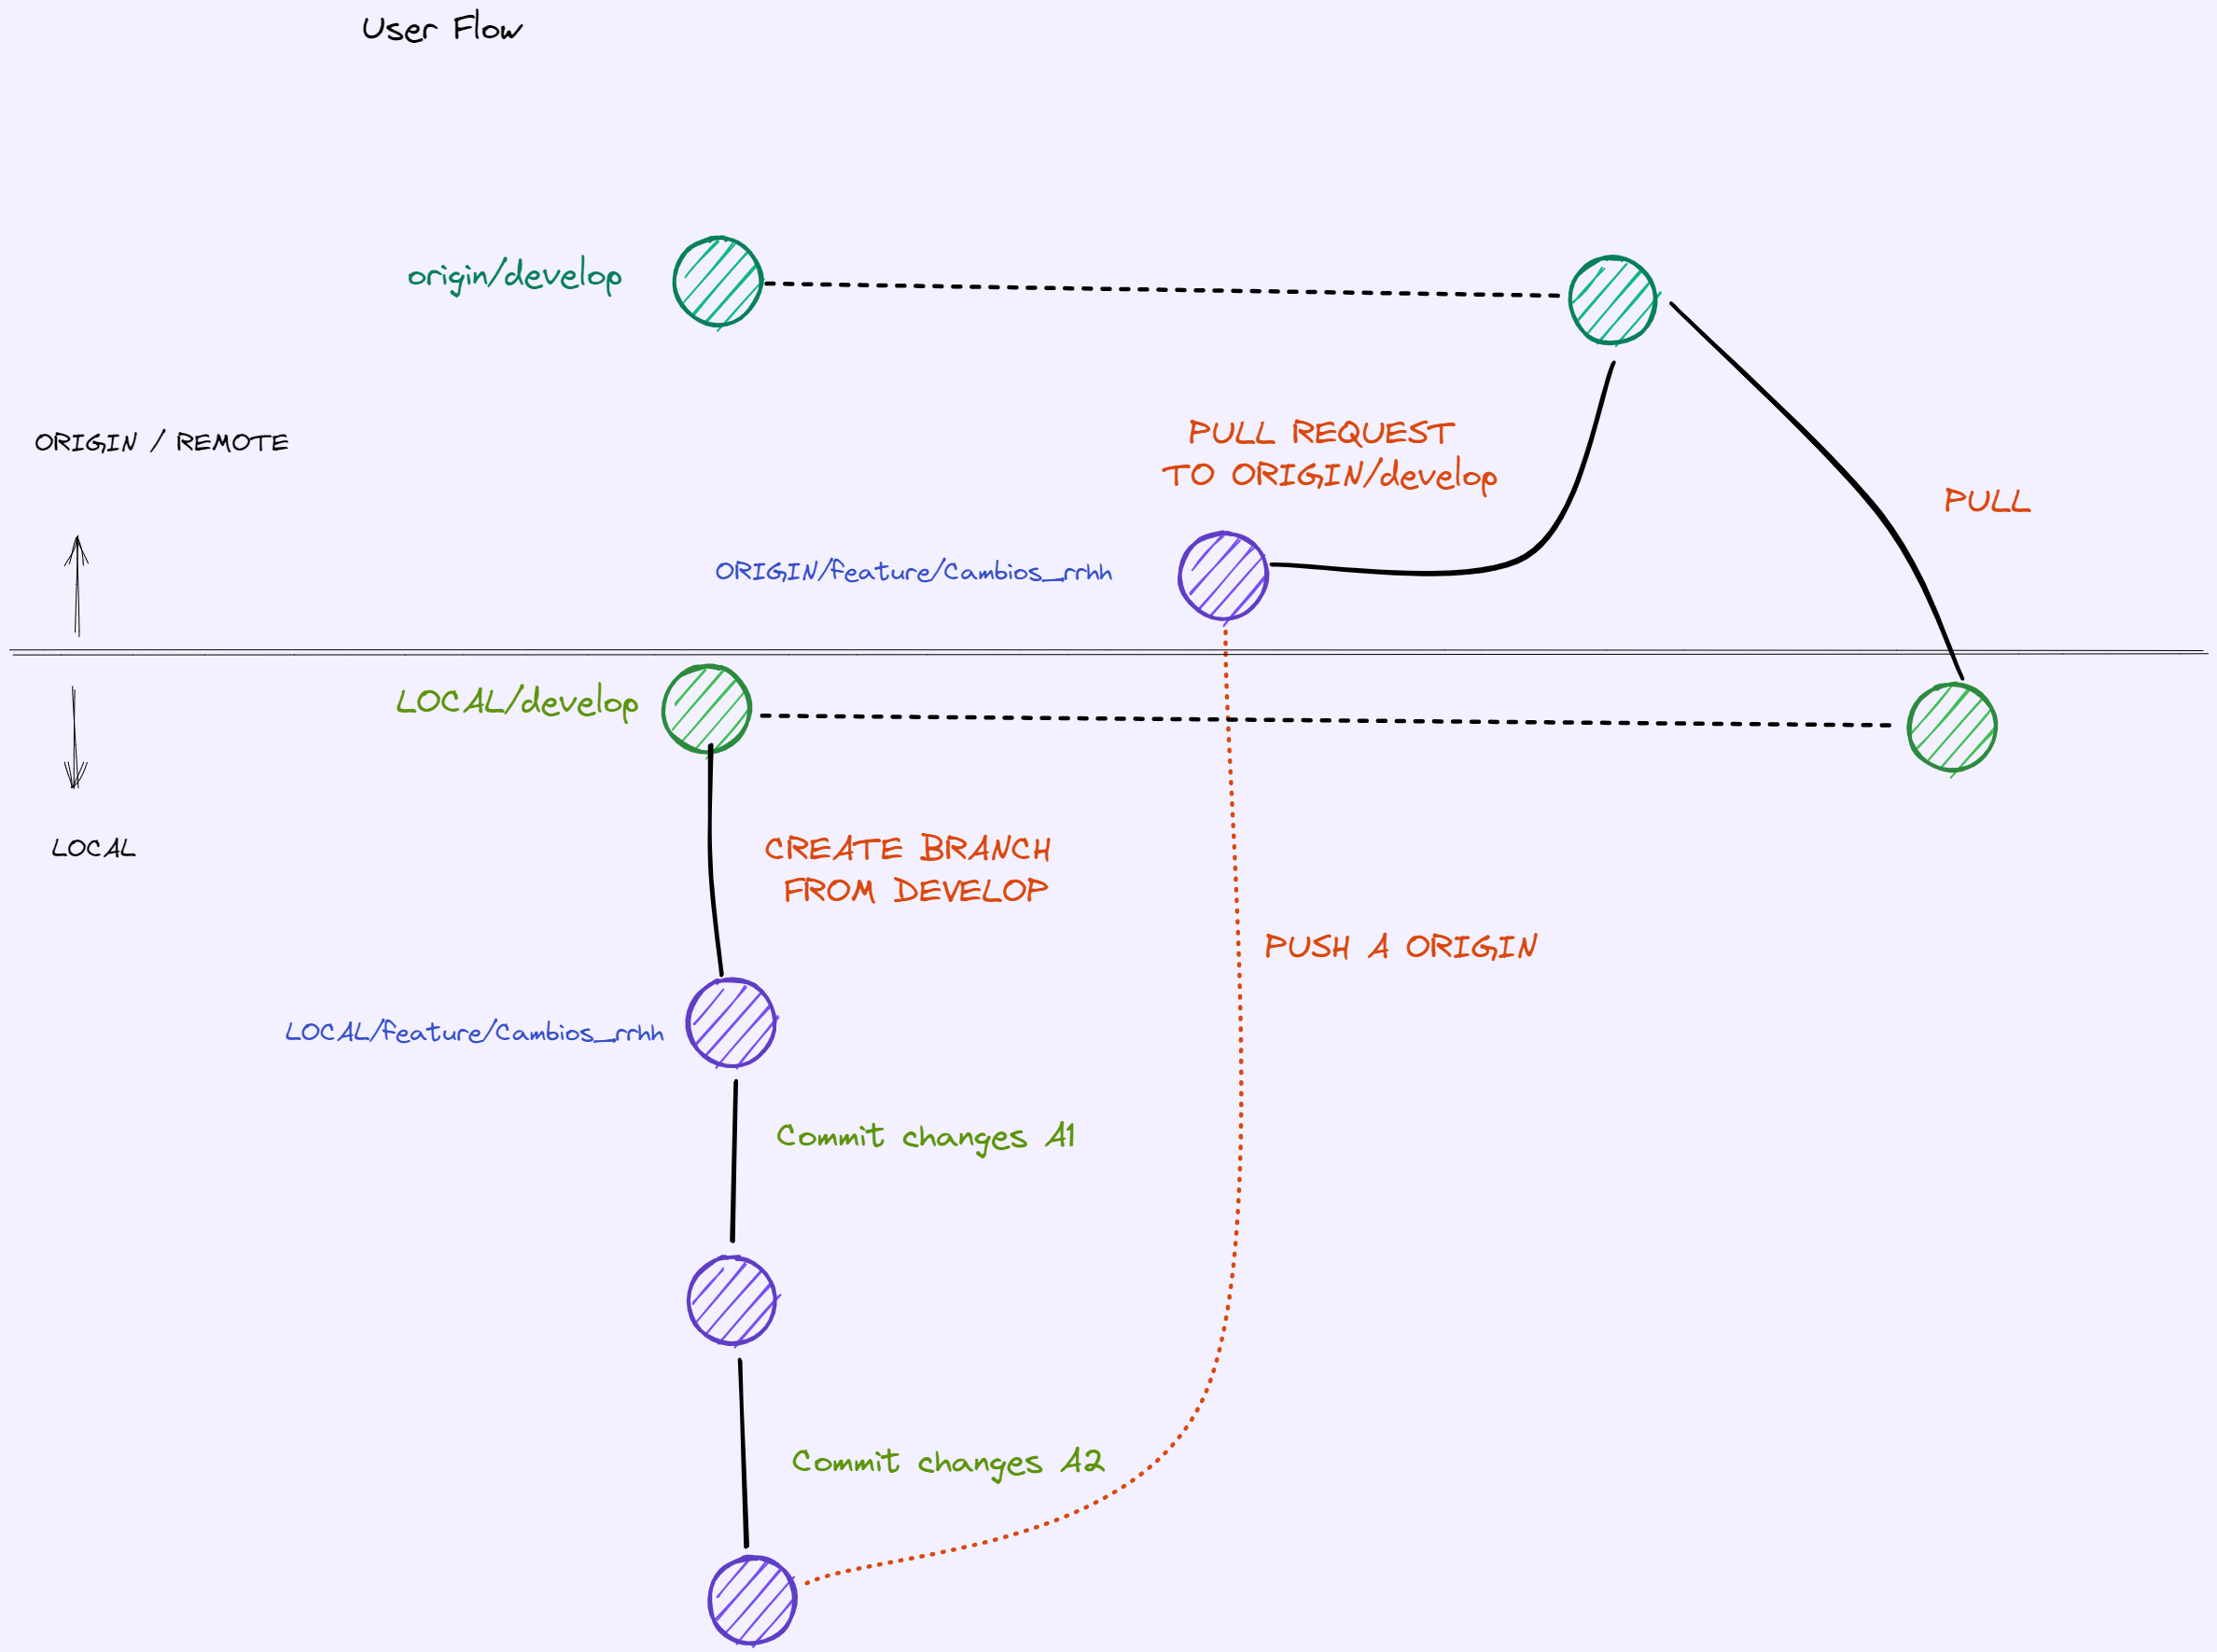 User Flow
origin/develop
ORIGIN / REMOTE
PULL REQUEST
TO ORIGIN/develop
PULL
ORIGIN/feature/Cambios_rrhh
LOCAL/develop
LOCAL
CREATE BRANCH
FROM DEVELOP
PUSH A ORIGIN
LOCAL/feature/Cambios_rrhh
Commit changes A1
Commit changes A2